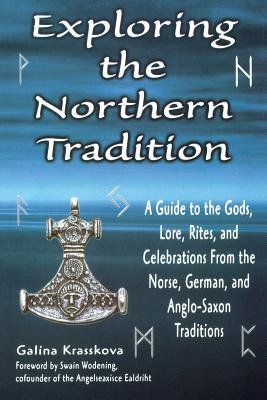 Exploring
the
Northern
Tradition
A Guide to the Gods,
Lore, Rites, and
Celebrations From the
Norse, German, and
Anglo-Saxon
Traditions
Galina Krasskova
Foreword by Swain Wodening,
cofounder of the Angelseaxisce Ealdriht
ᚹ
ᚺ
ᚨ
ᛃ
ᛗ
ᛈ